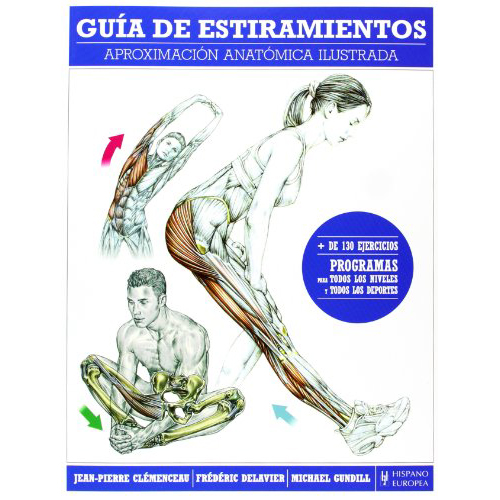 GUÍA DE ESTIRAMIENTOS
APROXIMACIÓN ANATÓMICA ILUSTRADA
+ DE 130 EJERCICIOS
PROGRAMAS
PARA TODOS LOS NIVELES
Y TODOS LOS DEPORTES
JEAN-PIERRE CLÉMENCEAU | FRÉDÉRIC DELAVIER | MICHAEL GUNDILL
HISPANO
EUROPEA